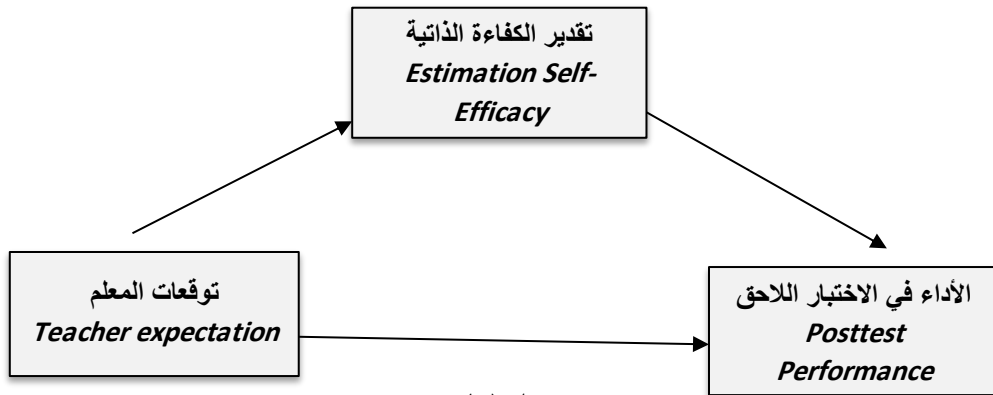 تقدير الكفاءة الذاتية
Estimation Self-
Efficacy
توقعات المعلم
Teacher expectation
الأداء في الاختبار اللاحق
Posttest
Performance